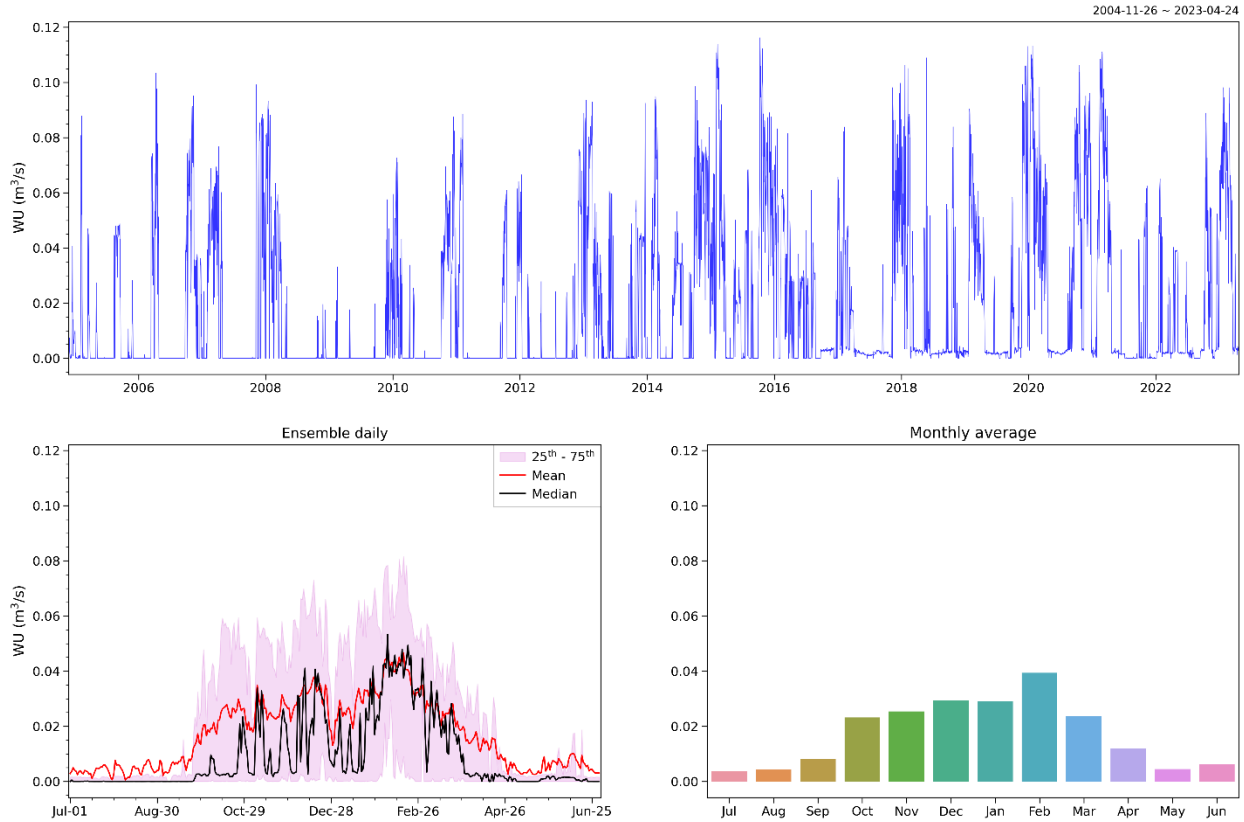 2004-11-26 ~ 2023-04-24
WU (m³/s)
0.12
0.10
0.08
0.06
0.04
0.02
0.00
2006 2008 2010 2012 2014 2016 2018 2020 2022
Ensemble daily
WU (m³/s)
0.12
0.10
0.08
0.06
0.04
0.02
0.00
25th - 75th
Mean
Median
Jul-01 Aug-30 Oct-29 Dec-28 Feb-26 Apr-26 Jun-25
Monthly average
0.12
0.10
0.08
0.06
0.04
0.02
0.00
Jul Aug Sep Oct Nov Dec Jan Feb Mar Apr May Jun